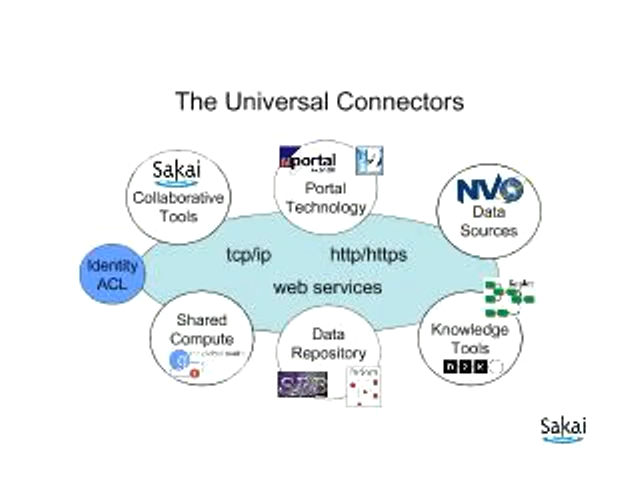 The Universal Connectors
Sakai
Collaborative
Tools
uportal
Portal
Technology
NVO
Data
Sources
Identity
ACL
tcp/ip
http/https
web services
Shared
Compute
Data
Repository
Knowledge
Tools
Sakai